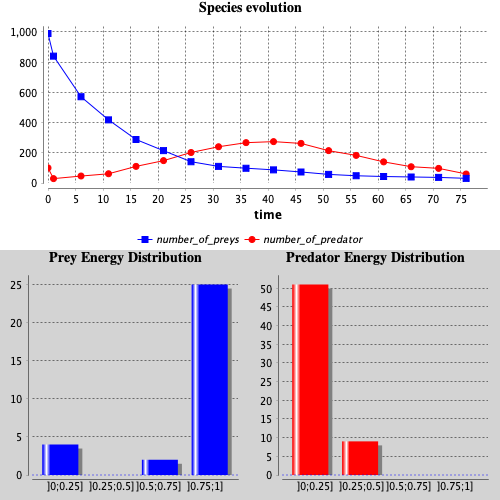 Species evolution
1,000
800
600
400
200
0
0 5 10 15 20 25 30 35 40 45 50 55 60 65 70 75
time
number_of_preys number_of_predator
Prey Energy Distribution
25
20
15
10
5
0
]0;0.25] ]0.25;0.5] ]0.5;0.75] ]0.75;1]
Predator Energy Distribution
50
45
40
35
30
25
20
15
10
5
0
]0;0.25] ]0.25;0.5] ]0.5;0.75] ]0.75;1]